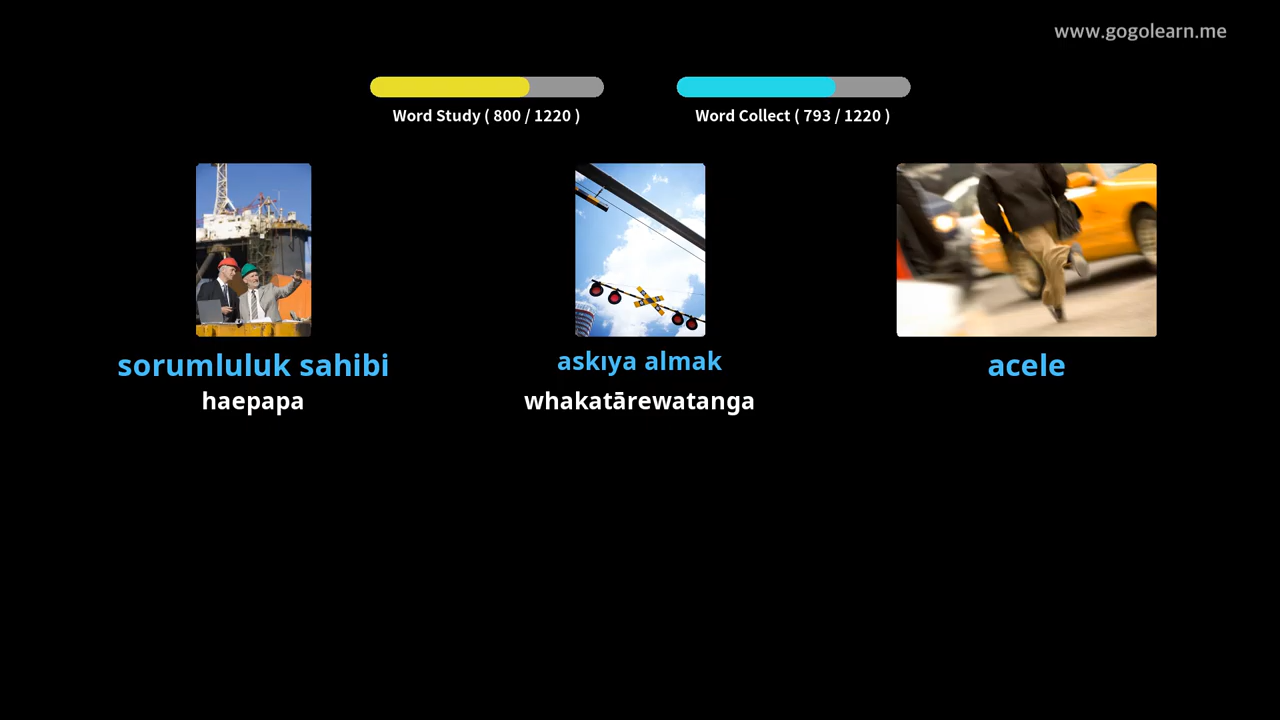 www.gogolearn.me
Word Study ( 800 / 1220 )
Word Collect ( 793 / 1220 )
sorumluluk sahibi
haepapa
askıya almak
whakatārewatanga
acele